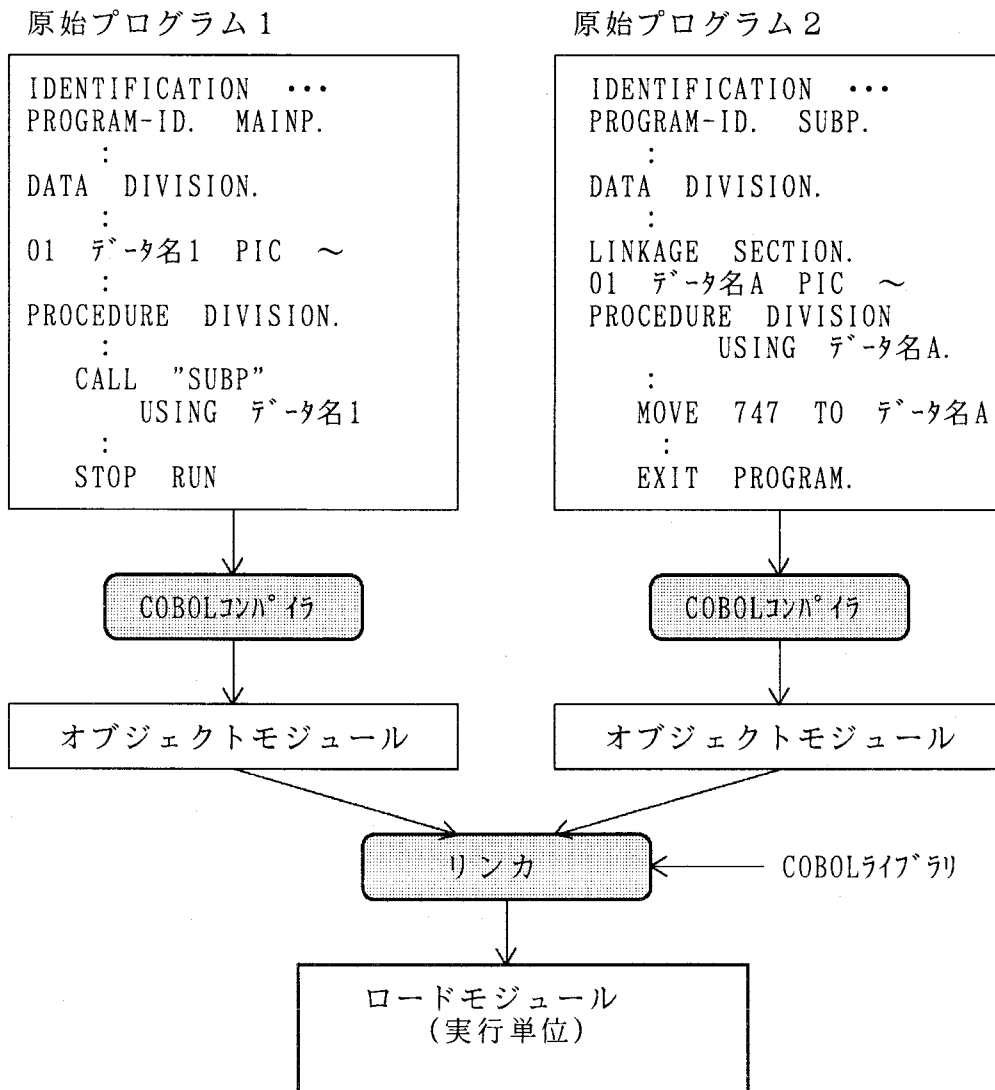 原始プログラム1
IDENTIFICATION ･･･
PROGRAM-ID. MAINP.
:
DATA DIVISION.
:
01 ﾃﾞｰﾀ名1 PIC ～
:
PROCEDURE DIVISION.
:
CALL "SUBP"
USING ﾃﾞｰﾀ名1
:
STOP RUN
原始プログラム2
IDENTIFICATION ･･･
PROGRAM-ID. SUBP.
:
DATA DIVISION.
:
LINKAGE SECTION.
01 ﾃﾞｰﾀ名A PIC ～
PROCEDURE DIVISION
USING ﾃﾞｰﾀ名A.
:
MOVE 747 TO ﾃﾞｰﾀ名A
:
EXIT PROGRAM.
COBOLｺﾝﾊﾟｲﾗ
COBOLｺﾝﾊﾟｲﾗ
オブジェクトモジュール
オブジェクトモジュール
リンカ
COBOLﾗｲﾌﾞﾗﾘ
ロードモジュール
(実行単位)